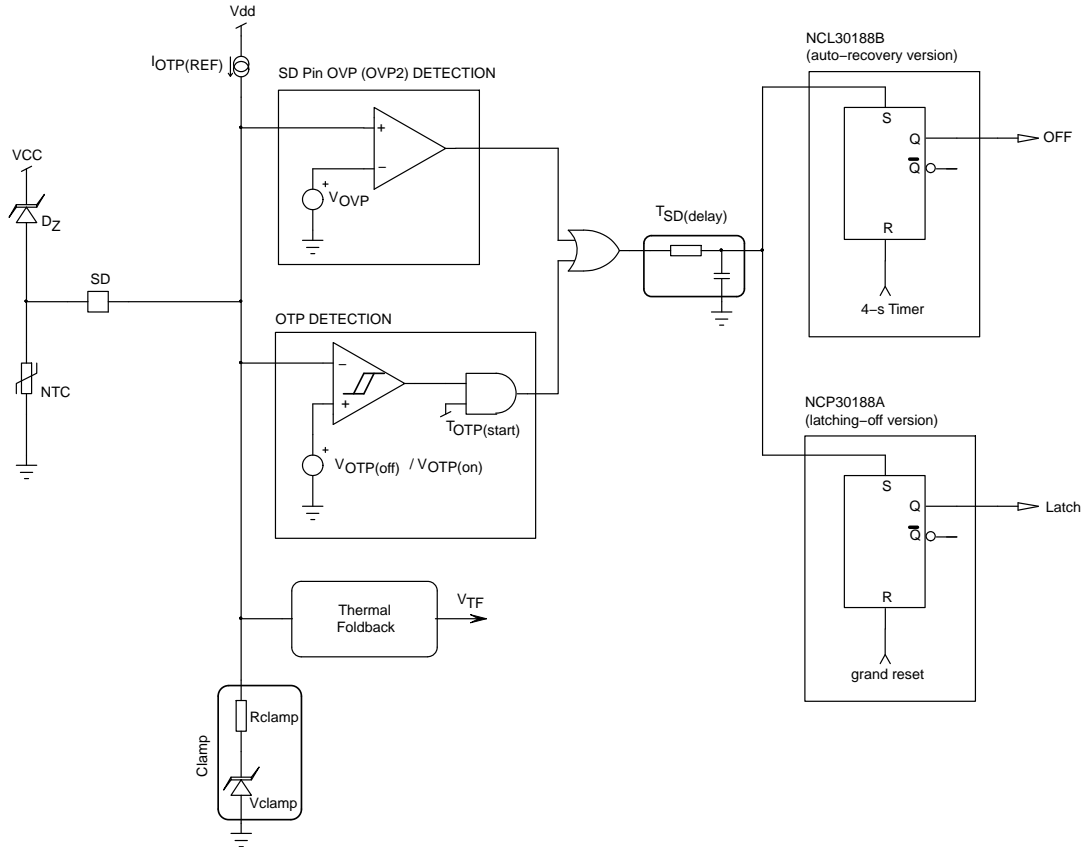 Vdd
IOTP(REF)
SD Pin OVP (OVP2) DETECTION
+
−
+
VOVP
VCC
DZ
SD
NTC
OTP DETECTION
−
+
TOTP(start)
+
VOTP(off) / VOTP(on)
TSD(delay)
NCL30188B
(auto−recovery version)
S
Q
Q
R
OFF
4−s Timer
NCP30188A
(latching−off version)
S
Q
Q
R
Latch
grand reset
Thermal
Foldback
VTF
Clamp
Rclamp
Vclamp